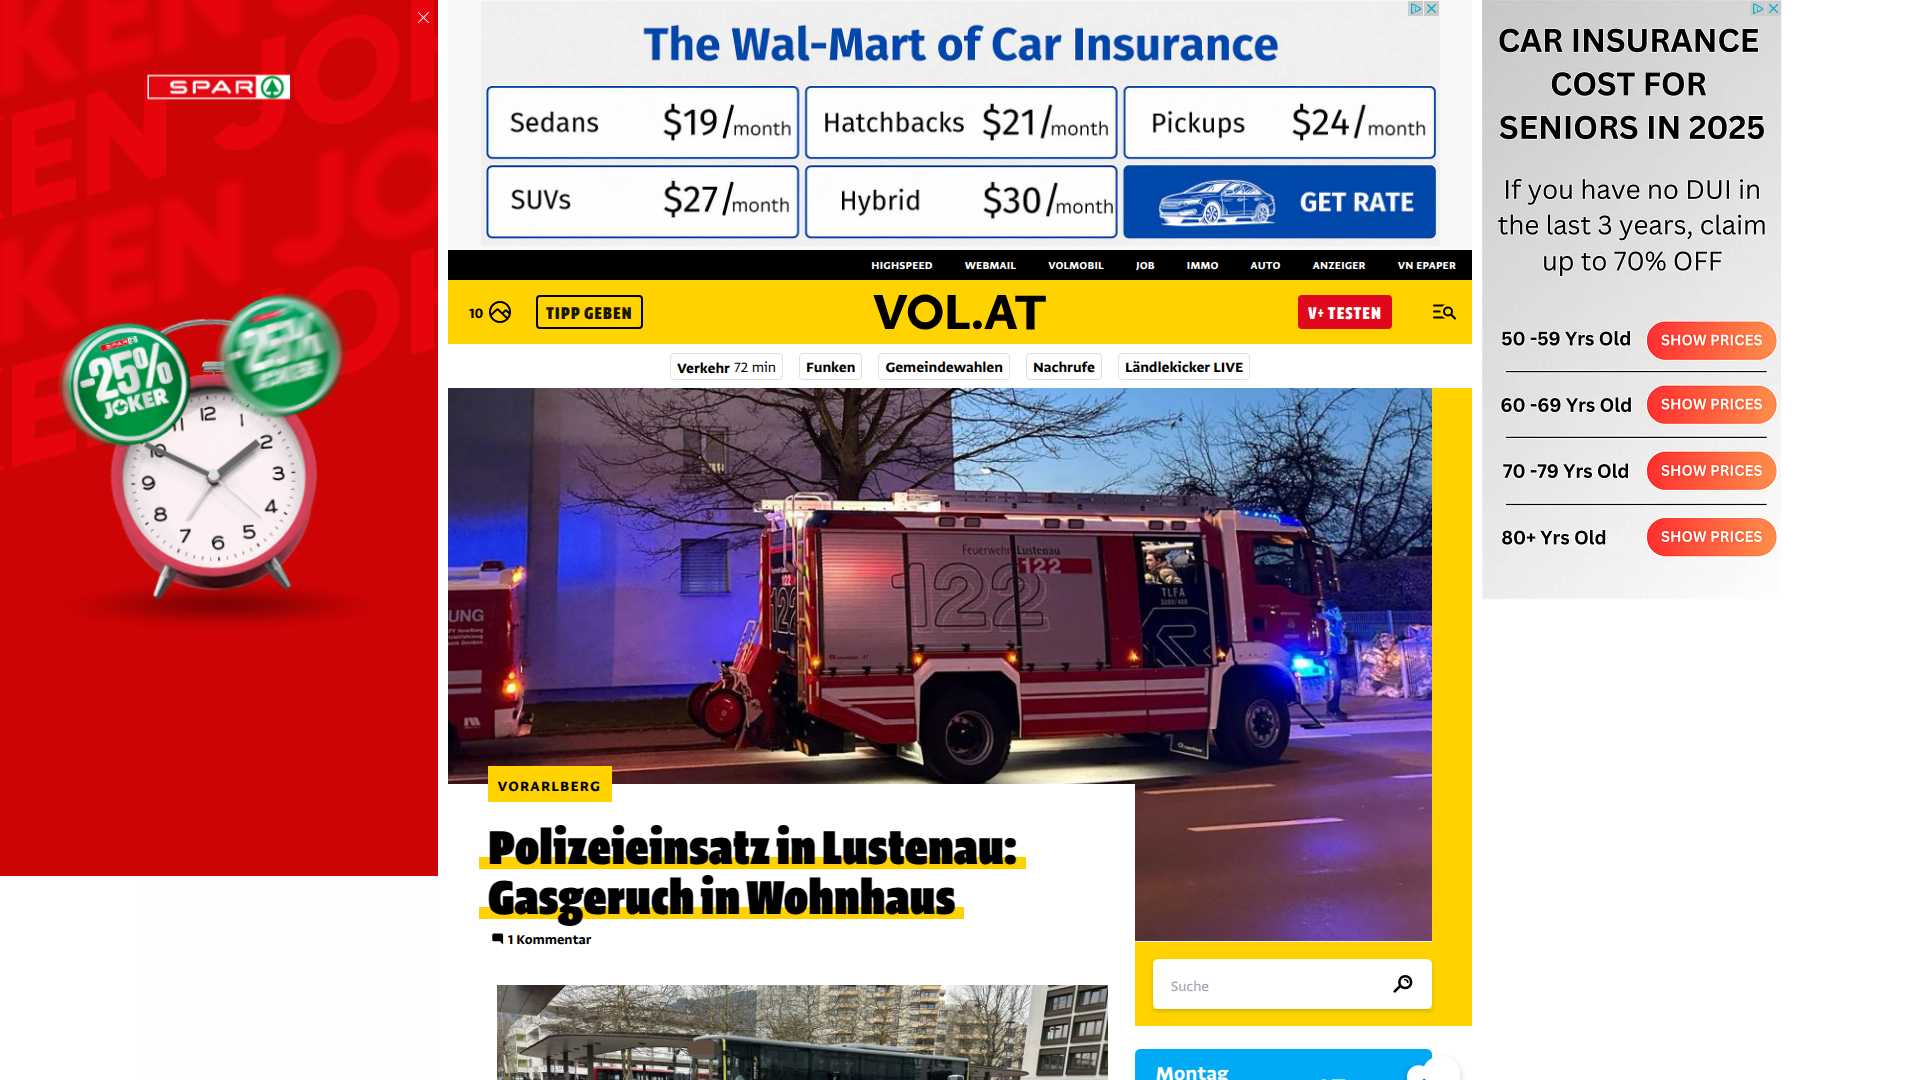 SPAR
-25%
JOKER
-25%
JOKER
12
1
2
3
4
5
6
7
8
9
10
11
The Wal-Mart of Car Insurance
Sedans $19/month
Hatchbacks $21/month
Pickups $24/month
SUVs $27/month
Hybrid $30/month
GET RATE
HIGHSPEED WEBMAIL VOLMOBIL JOB IMMO AUTO ANZEIGER VN EPAPER
10
TIPP GEBEN
VOL.AT
V+ TESTEN
Verkehr 72 min
Funken
Gemeindewahlen
Nachrufe
Ländlekicker LIVE
Feuerwehr Lustenau
122
122
122
TLFA
UNG
VORARLBERG
Polizeieinsatz in Lustenau:
Gasgeruch in Wohnhaus
1 Kommentar
Suche
Montag
CAR INSURANCE
COST FOR
SENIORS IN 2025
If you have no DUI in
the last 3 years, claim
up to 70% OFF
50 -59 Yrs Old SHOW PRICES
60 -69 Yrs Old SHOW PRICES
70 -79 Yrs Old SHOW PRICES
80+ Yrs Old SHOW PRICES